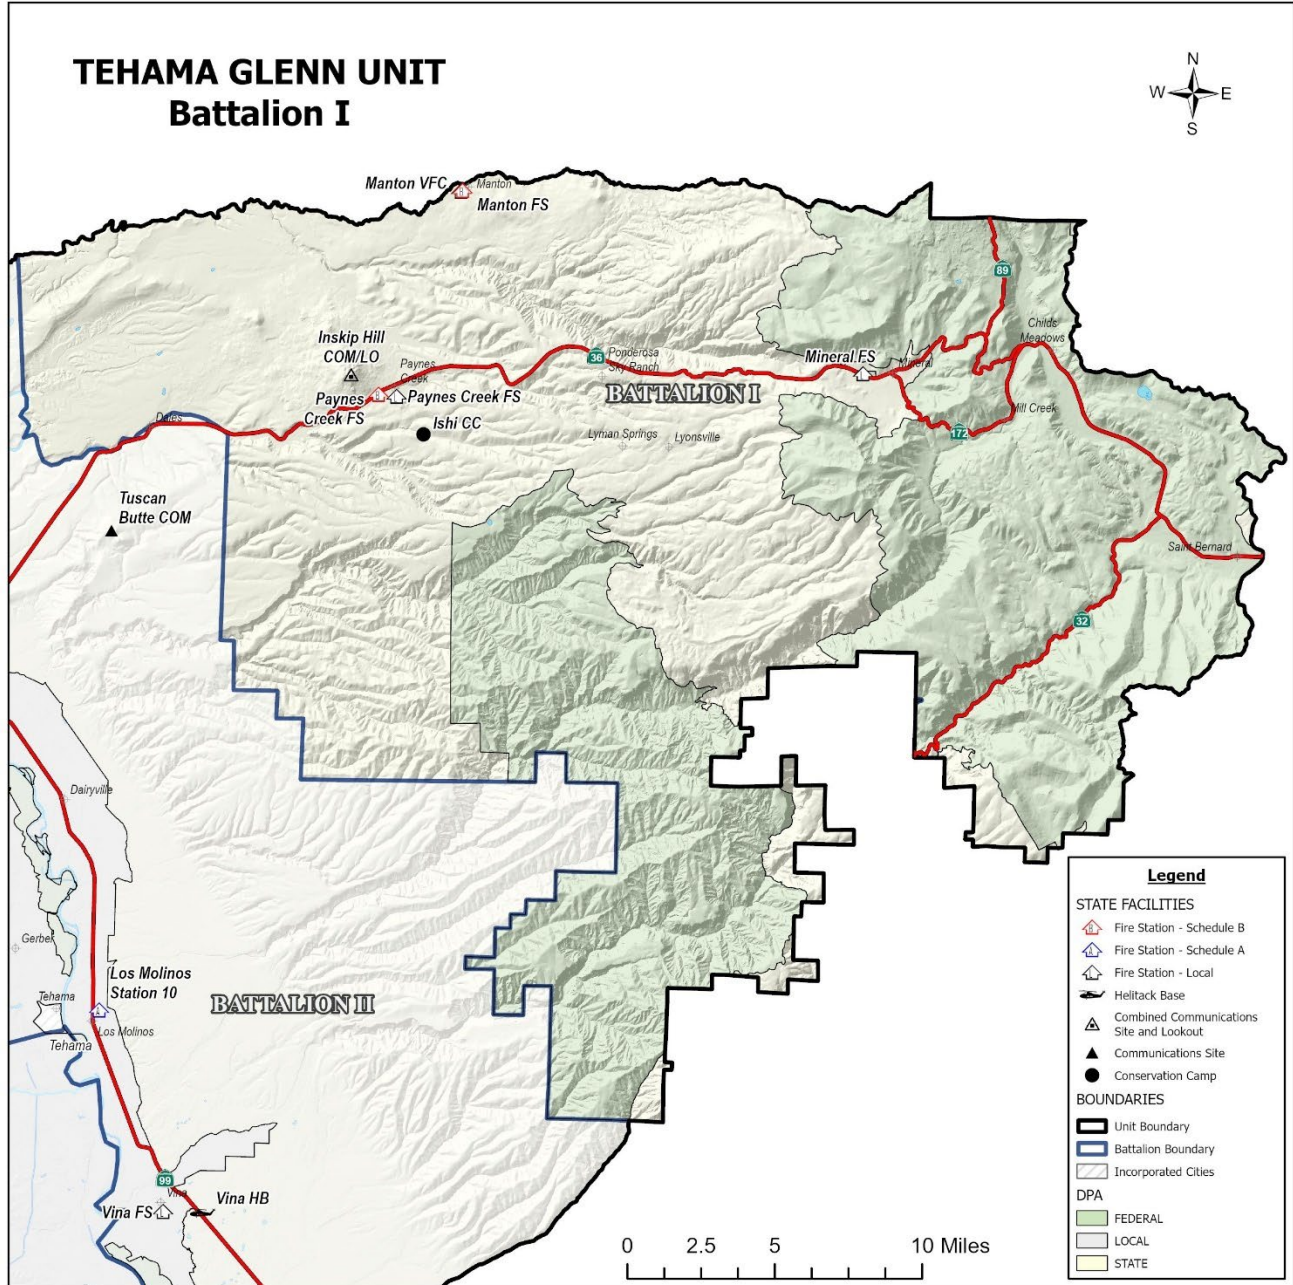 TEHAMA GLENN UNIT
Battalion I
N
W E
S
Manton VFC
Manton
Manton FS
89
Childs
Meadows
Inskip Hill
COM/LO
Paynes
Creek
36
Ponderosa
Sky Ranch
Mineral FS
Mineral
BATTALION I
Paynes
Creek FS
Paynes Creek FS
Mill Creek
Dales
Ishi CC
Lyman Springs
Lyonsville
172
Tuscan
Butte COM
Saint Bernard
32
Dairyville
Gerber
Los Molinos
Station 10
Tehama
BATTALION II
Los Molinos
Tehama
99
Vina
Vina HB
Vina FS
0 2.5 5 10 Miles
Legend
STATE FACILITIES
B Fire Station - Schedule B
A Fire Station - Schedule A
L Fire Station - Local
Helitack Base
Combined Communications
Site and Lookout
Communications Site
Conservation Camp
BOUNDARIES
Unit Boundary
Battalion Boundary
Incorporated Cities
DPA
FEDERAL
LOCAL
STATE